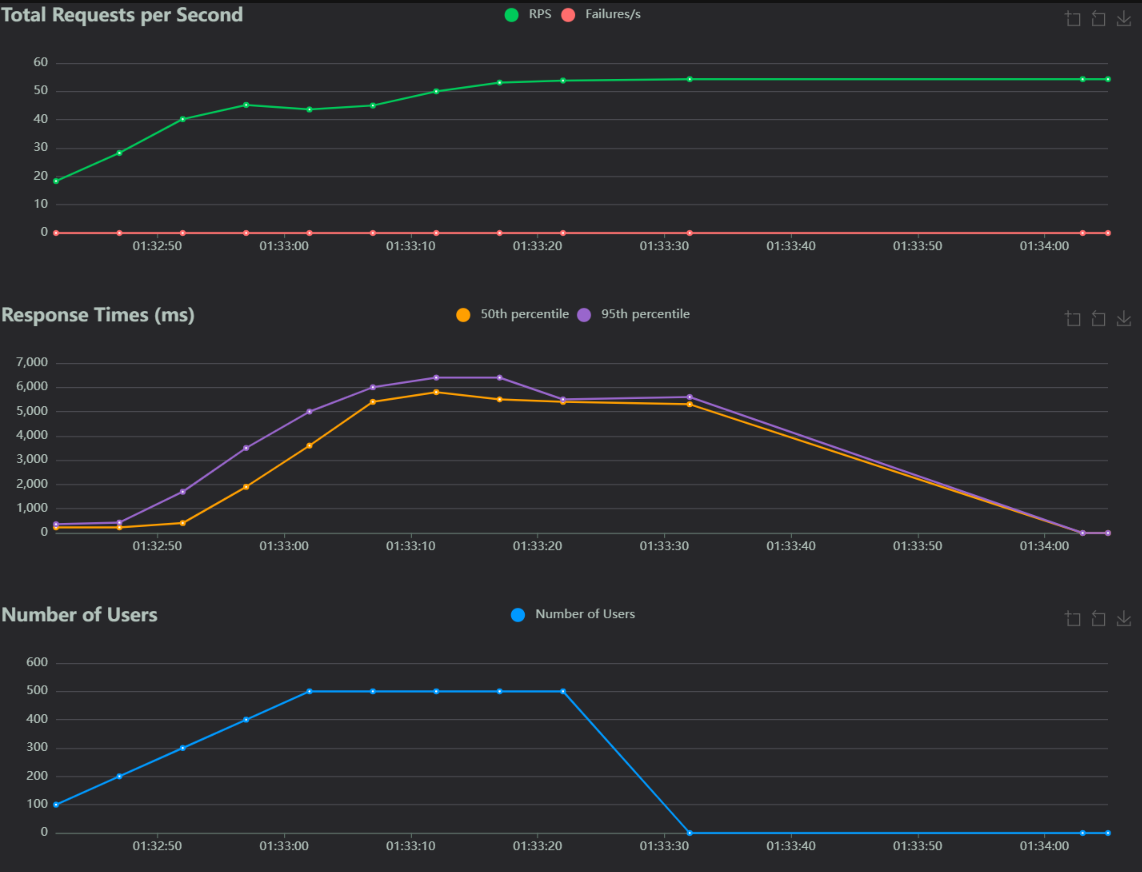 Total Requests per Second
RPS Failures/s
60
50
40
30
20
10
0
01:32:50 01:33:00 01:33:10 01:33:20 01:33:30 01:33:40 01:33:50 01:34:00
Response Times (ms)
50th percentile 95th percentile
7,000
6,000
5,000
4,000
3,000
2,000
1,000
0
01:32:50 01:33:00 01:33:10 01:33:20 01:33:30 01:33:40 01:33:50 01:34:00
Number of Users
Number of Users
600
500
400
300
200
100
0
01:32:50 01:33:00 01:33:10 01:33:20 01:33:30 01:33:40 01:33:50 01:34:00